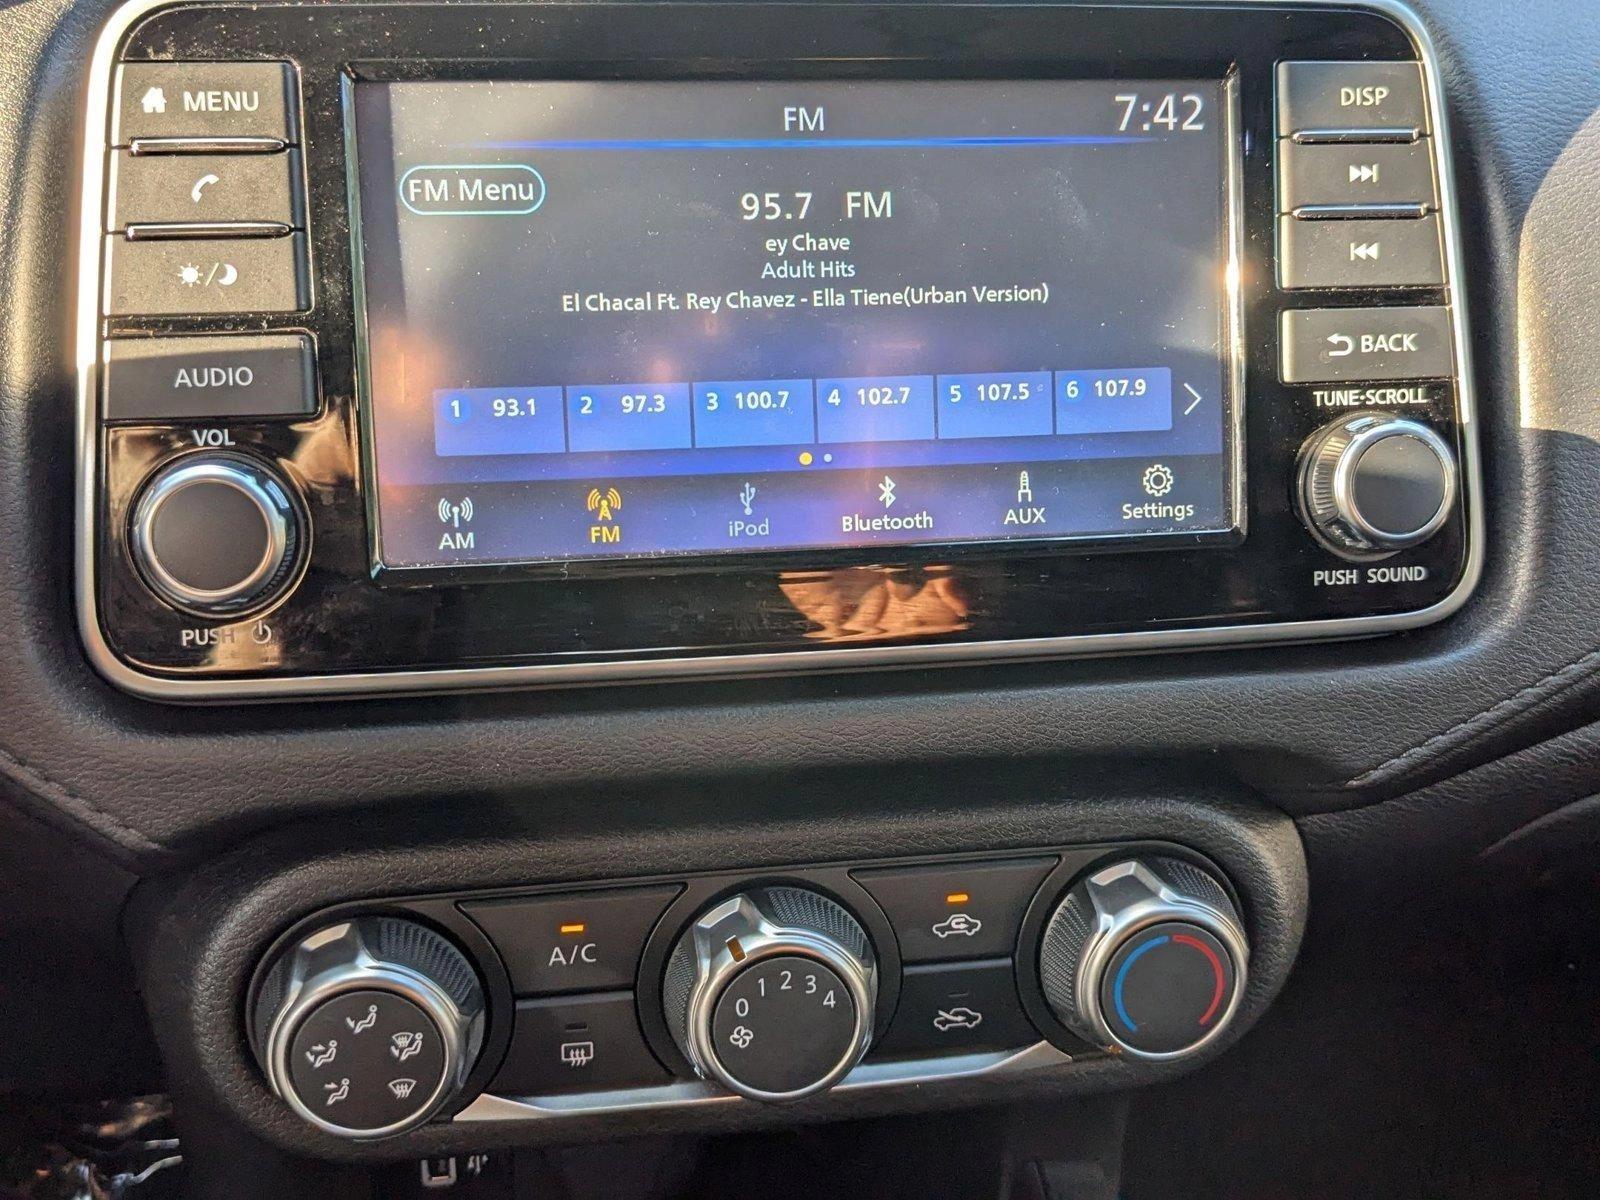 MENU
AUDIO
VOL
PUSH
FM
7:42
FM Menu
95.7 FM
ey Chave
Adult Hits
El Chacal Ft. Rey Chavez - Ella Tiene(Urban Version)
1 93.1
2 97.3
3 100.7
4 102.7
5 107.5
6 107.9
AM
FM
iPod
Bluetooth
AUX
Settings
DISP
BACK
TUNE•SCROLL
PUSH SOUND
A/C
0 1 2 3 4